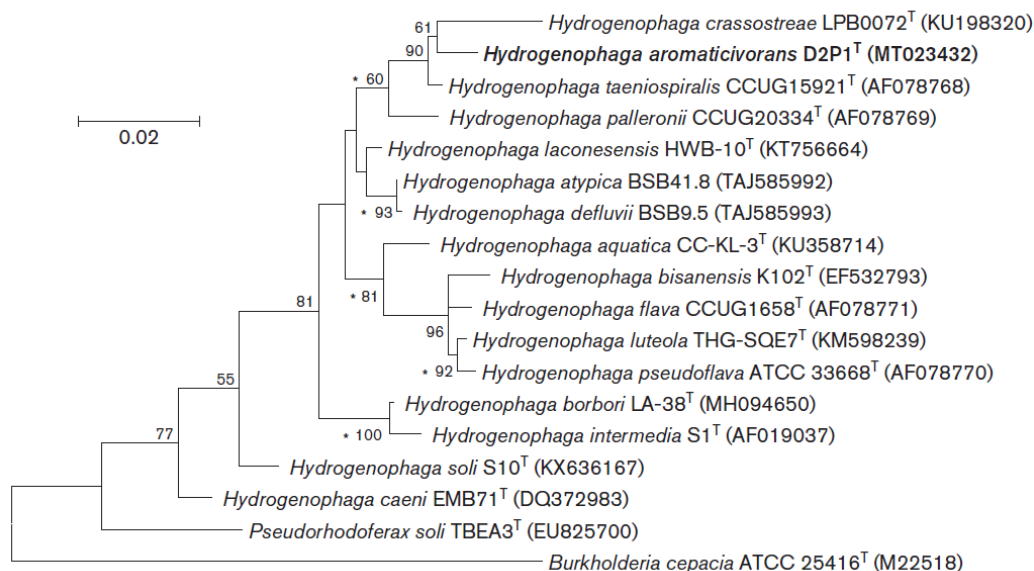 61 Hydrogenophaga crassostreae LPB0072ᵀ (KU198320)
90 Hydrogenophaga aromaticivorans D2P1ᵀ (MT023432)
* 60 Hydrogenophaga taeniospiralis CCUG15921ᵀ (AF078768)
Hydrogenophaga palleronii CCUG20334ᵀ (AF078769)
0.02
Hydrogenophaga laconesensis HWB-10ᵀ (KT756664)
Hydrogenophaga atypica BSB41.8 (TAJ585992)
* 93 Hydrogenophaga defluvii BSB9.5 (TAJ585993)
Hydrogenophaga aquatica CC-KL-3ᵀ (KU358714)
Hydrogenophaga bisanensis K102ᵀ (EF532793)
81 * 81 Hydrogenophaga flava CCUG1658ᵀ (AF078771)
96 Hydrogenophaga luteola THG-SQE7ᵀ (KM598239)
* 92 Hydrogenophaga pseudoflava ATCC 33668ᵀ (AF078770)
55 Hydrogenophaga borbori LA-38ᵀ (MH094650)
77 * 100 Hydrogenophaga intermedia S1ᵀ (AF019037)
Hydrogenophaga soli S10ᵀ (KX636167)
Hydrogenophaga caeni EMB71ᵀ (DQ372983)
Pseudorhodoferax soli TBEA3ᵀ (EU825700)
Burkholderia cepacia ATCC 25416ᵀ (M22518)